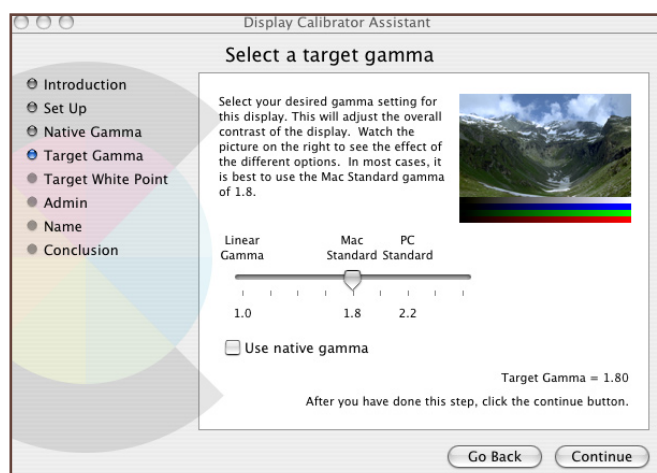 Display Calibrator Assistant
Select a target gamma
Introduction
Set Up
Native Gamma
Target Gamma
Target White Point
Admin
Name
Conclusion
Select your desired gamma setting for
this display. This will adjust the overall
contrast of the display. Watch the
picture on the right to see the effect of
the different options. In most cases, it
is best to use the Mac Standard gamma
of 1.8.
Linear Mac PC
Gamma Standard Standard
1.0 1.8 2.2
Use native gamma
Target Gamma = 1.80
After you have done this step, click the continue button.
Go Back Continue